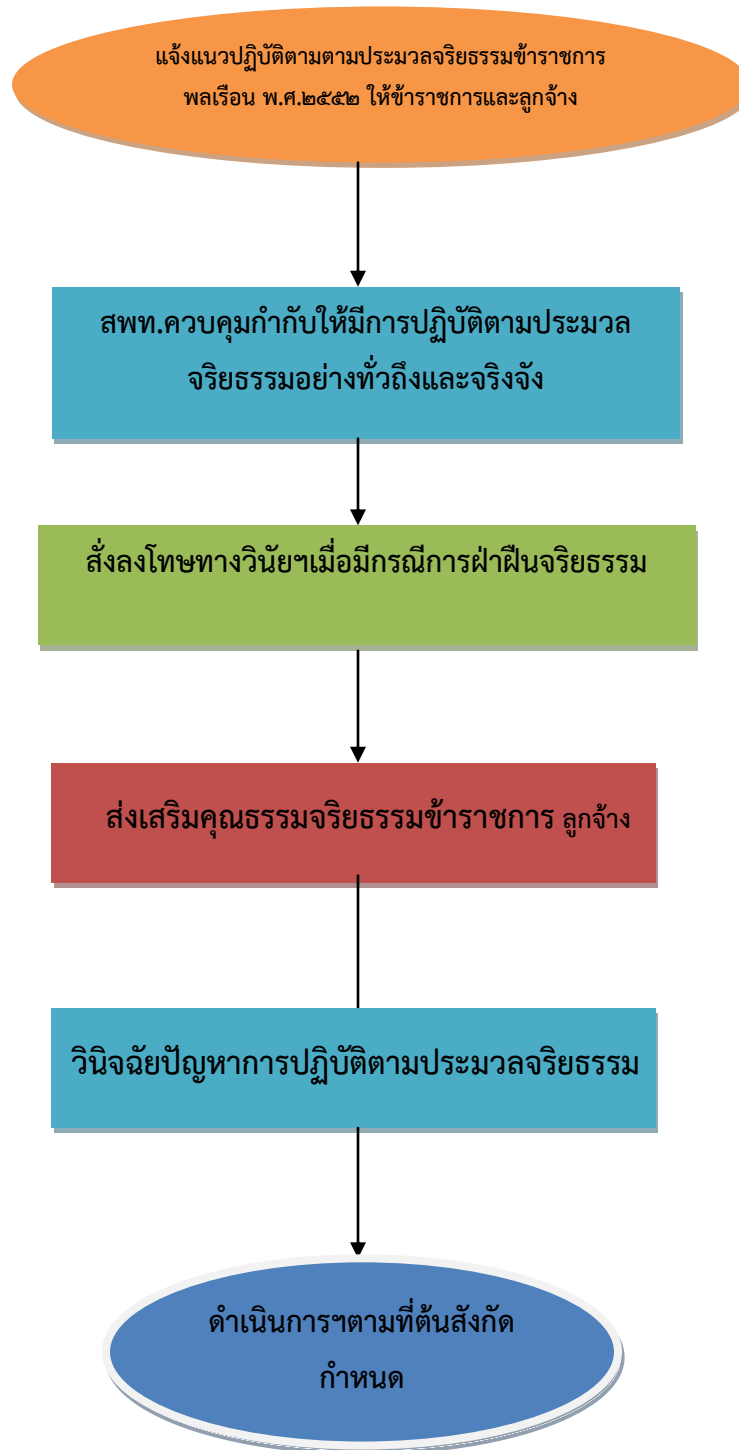 แจ้งแนวปฏิบัติตามตามประมวลจริยธรรมข้าราชการ
พลเรือน พ.ศ.๒๕๕๒ ให้ข้าราชการและลูกจ้าง
สพท.ควบคุมกำกับให้มีการปฏิบัติตามประมวล
จริยธรรมอย่างทั่วถึงและจริงจัง
สั่งลงโทษทางวินัยฯเมื่อมีกรณีการฝ่าฝืนจริยธรรม
ส่งเสริมคุณธรรมจริยธรรมข้าราชการ ลูกจ้าง
วินิจฉัยปัญหาการปฏิบัติตามประมวลจริยธรรม
ดำเนินการฯตามที่ต้นสังกัด
กำหนด